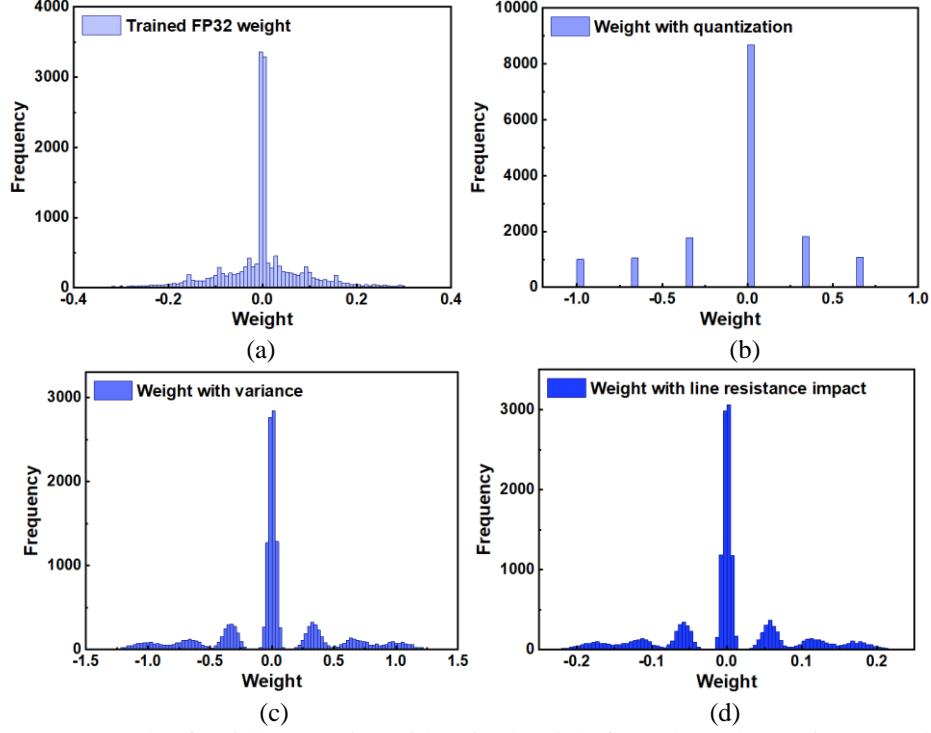 Trained FP32 weight
4000
3000
2000
1000
0
Frequency
-0.4
-0.2
0.0
0.2
0.4
Weight
(a)
Weight with quantization
10000
8000
6000
4000
2000
0
Frequency
-1.0
-0.5
0.0
0.5
1.0
Weight
(b)
Weight with variance
3000
2000
1000
0
Frequency
-1.5
-1.0
-0.5
0.0
0.5
1.0
1.5
Weight
(c)
Weight with line resistance impact
3000
2000
1000
0
Frequency
-0.2
-0.1
0.0
0.1
0.2
Weight
(d)